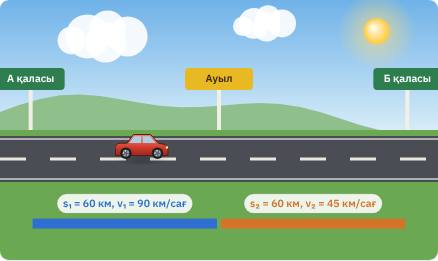 А қаласы
Ауыл
Б қаласы
s₁ = 60 км, v₁ = 90 км/сағ
s₂ = 60 км, v₂ = 45 км/сағ